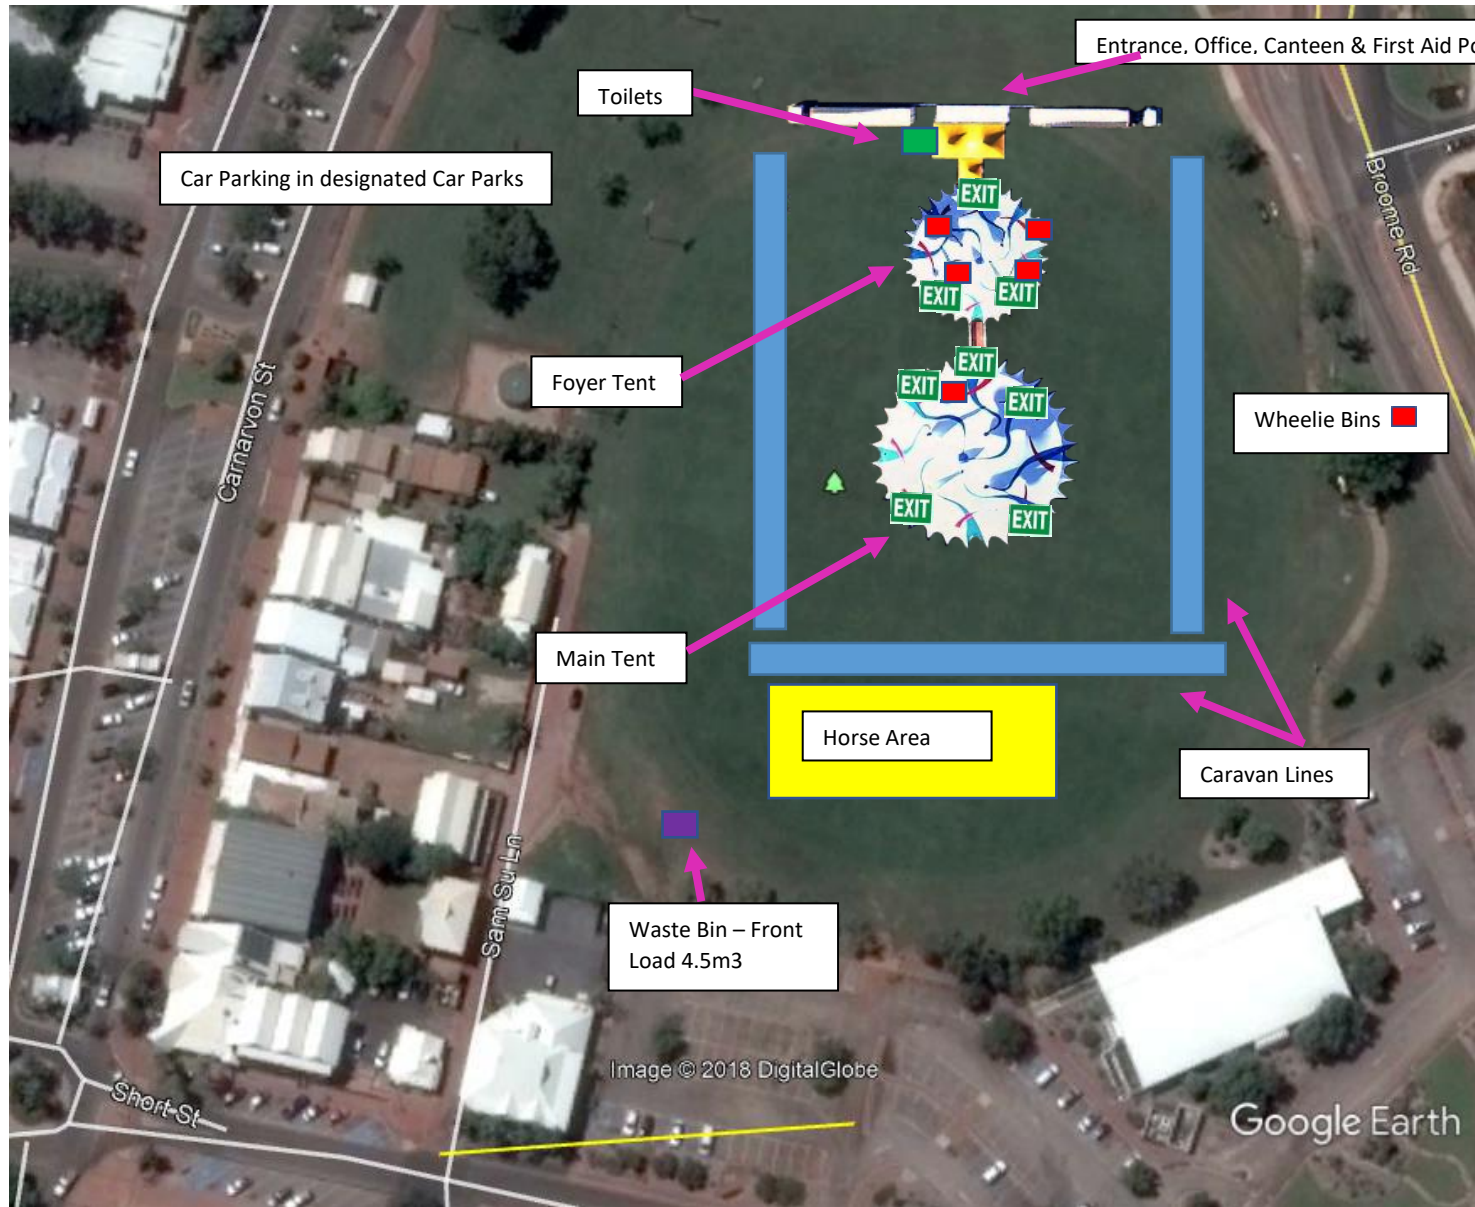 Entrance, Office, Canteen & First Aid Po
Toilets
Car Parking in designated Car Parks
Broome Rd
EXIT
EXIT
EXIT
Foyer Tent
EXIT
EXIT
EXIT
Wheelie Bins
Carnarvon St
EXIT
EXIT
Main Tent
Horse Area
Caravan Lines
Sam Su Ln
Waste Bin – Front
Load 4.5m3
Image © 2018 DigitalGlobe
Short St
Google Earth